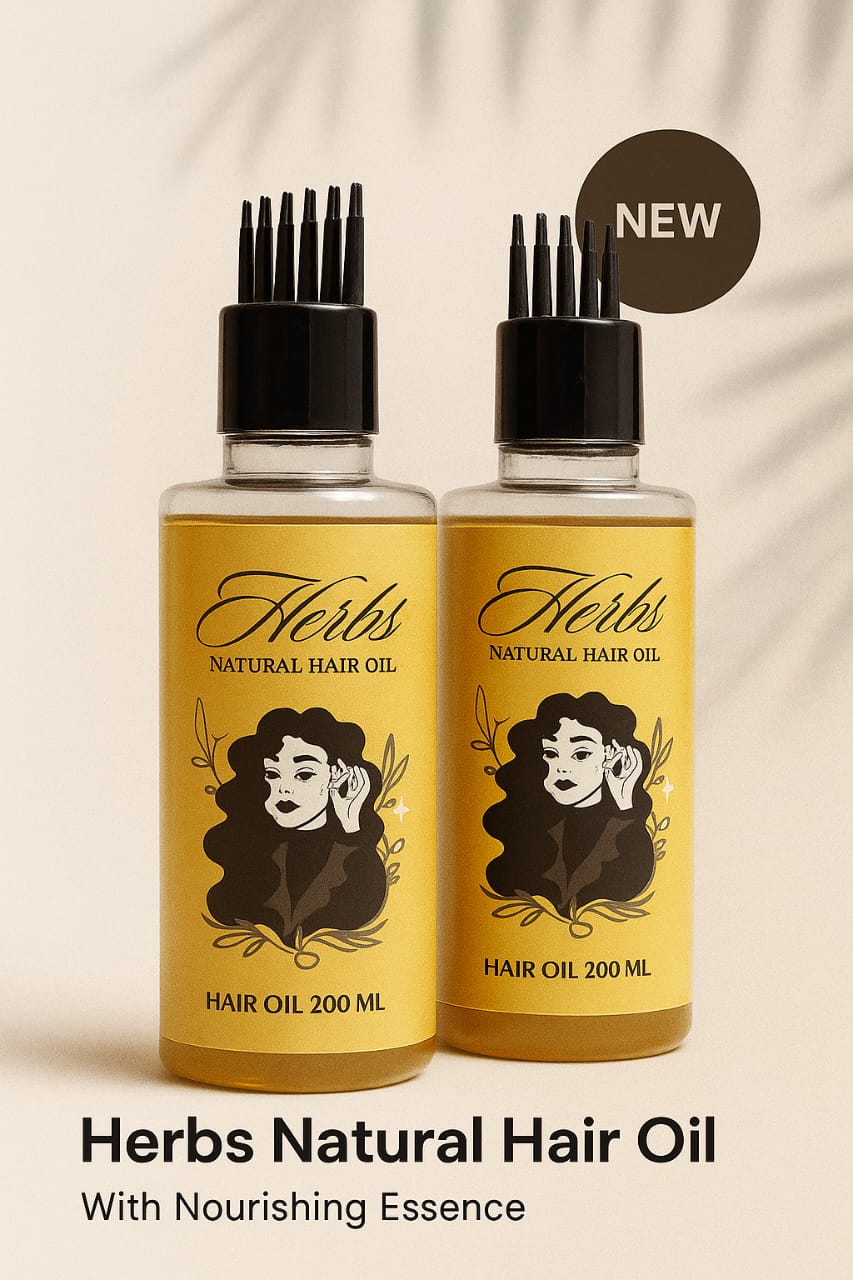 NEW
Herbs
NATURAL HAIR OIL
HAIR OIL 200 ML
Herbs
NATURAL HAIR OIL
HAIR OIL 200 ML
Herbs Natural Hair Oil
With Nourishing Essence